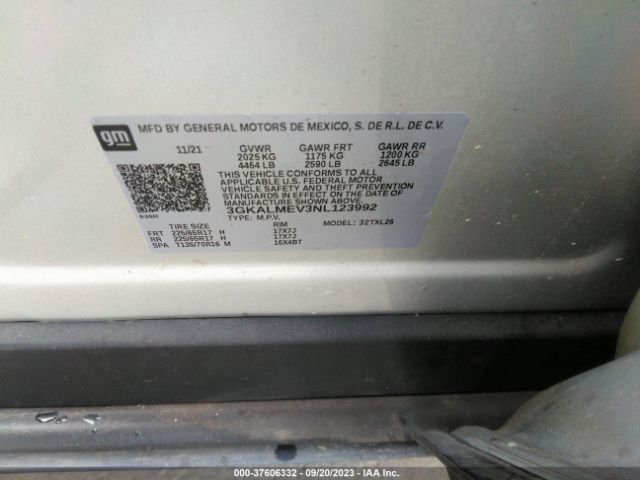 gm
MFD BY GENERAL MOTORS DE MEXICO, S. DE R.L. DE C.V.
11/21 GVWR GAWR FRT GAWR RR
2025 KG 1175 KG 1200 KG
4464 LB 2590 LB 2645 LB
THIS VEHICLE CONFORMS TO ALL
APPLICABLE U.S. FEDERAL MOTOR
VEHICLE SAFETY AND THEFT PREVENTION
STANDARDS IN EFFECT ON THE DATE OF
MANUFACTURE SHOWN ABOVE.
3GKALMEV3NL123992
636R TYPE: M.P.V. MODEL: 32TXL26
TIRE SIZE RIM
FRT 225/65R17 H 17X7J
RR 225/65R17 H 17X7J
SPA T135/70R16 M 16X4BT
000-37606332 - 09/20/2023 - IAA Inc.